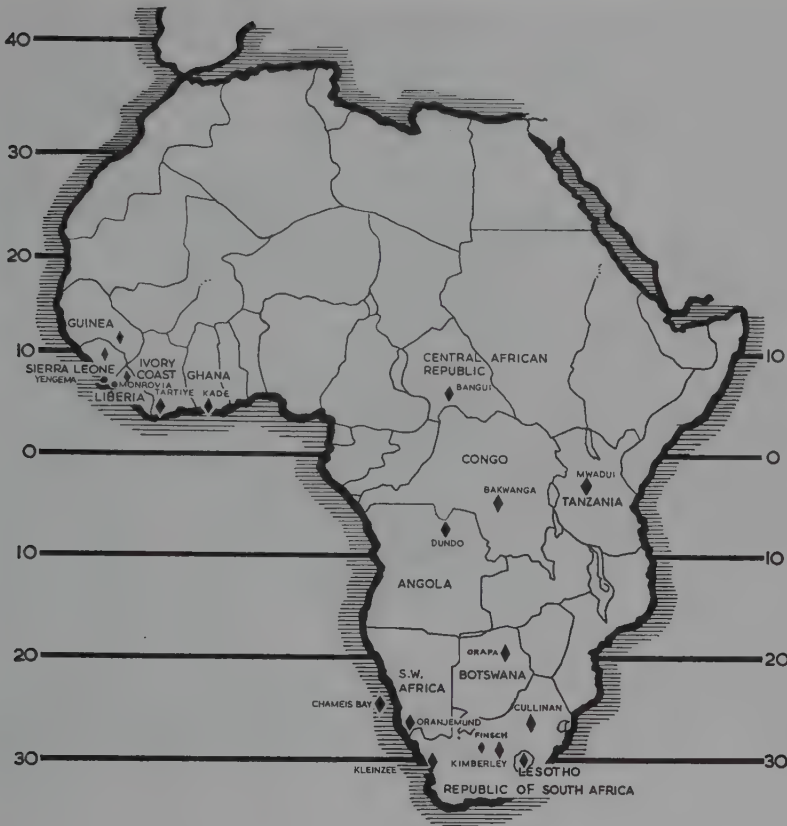 40
30
20
10
0
10
20
30
10
0
10
20
30
GUINEA
SIERRA LEONE
YENGEMA
MONROVIA
LIBERIA
IVORY
COAST
TARTIYE
GHANA
KADE
CENTRAL AFRICAN
REPUBLIC
BANGUI
CONGO
BAKWANGA
MWADUI
TANZANIA
DUNDO
ANGOLA
ORAPA
BOTSWANA
S.W.
AFRICA
CHAMEIS BAY
ORANJEMUND
CULLINAN
FINSCH
KIMBERLEY
KLEINZEE
LESOTHO
REPUBLIC OF SOUTH AFRICA